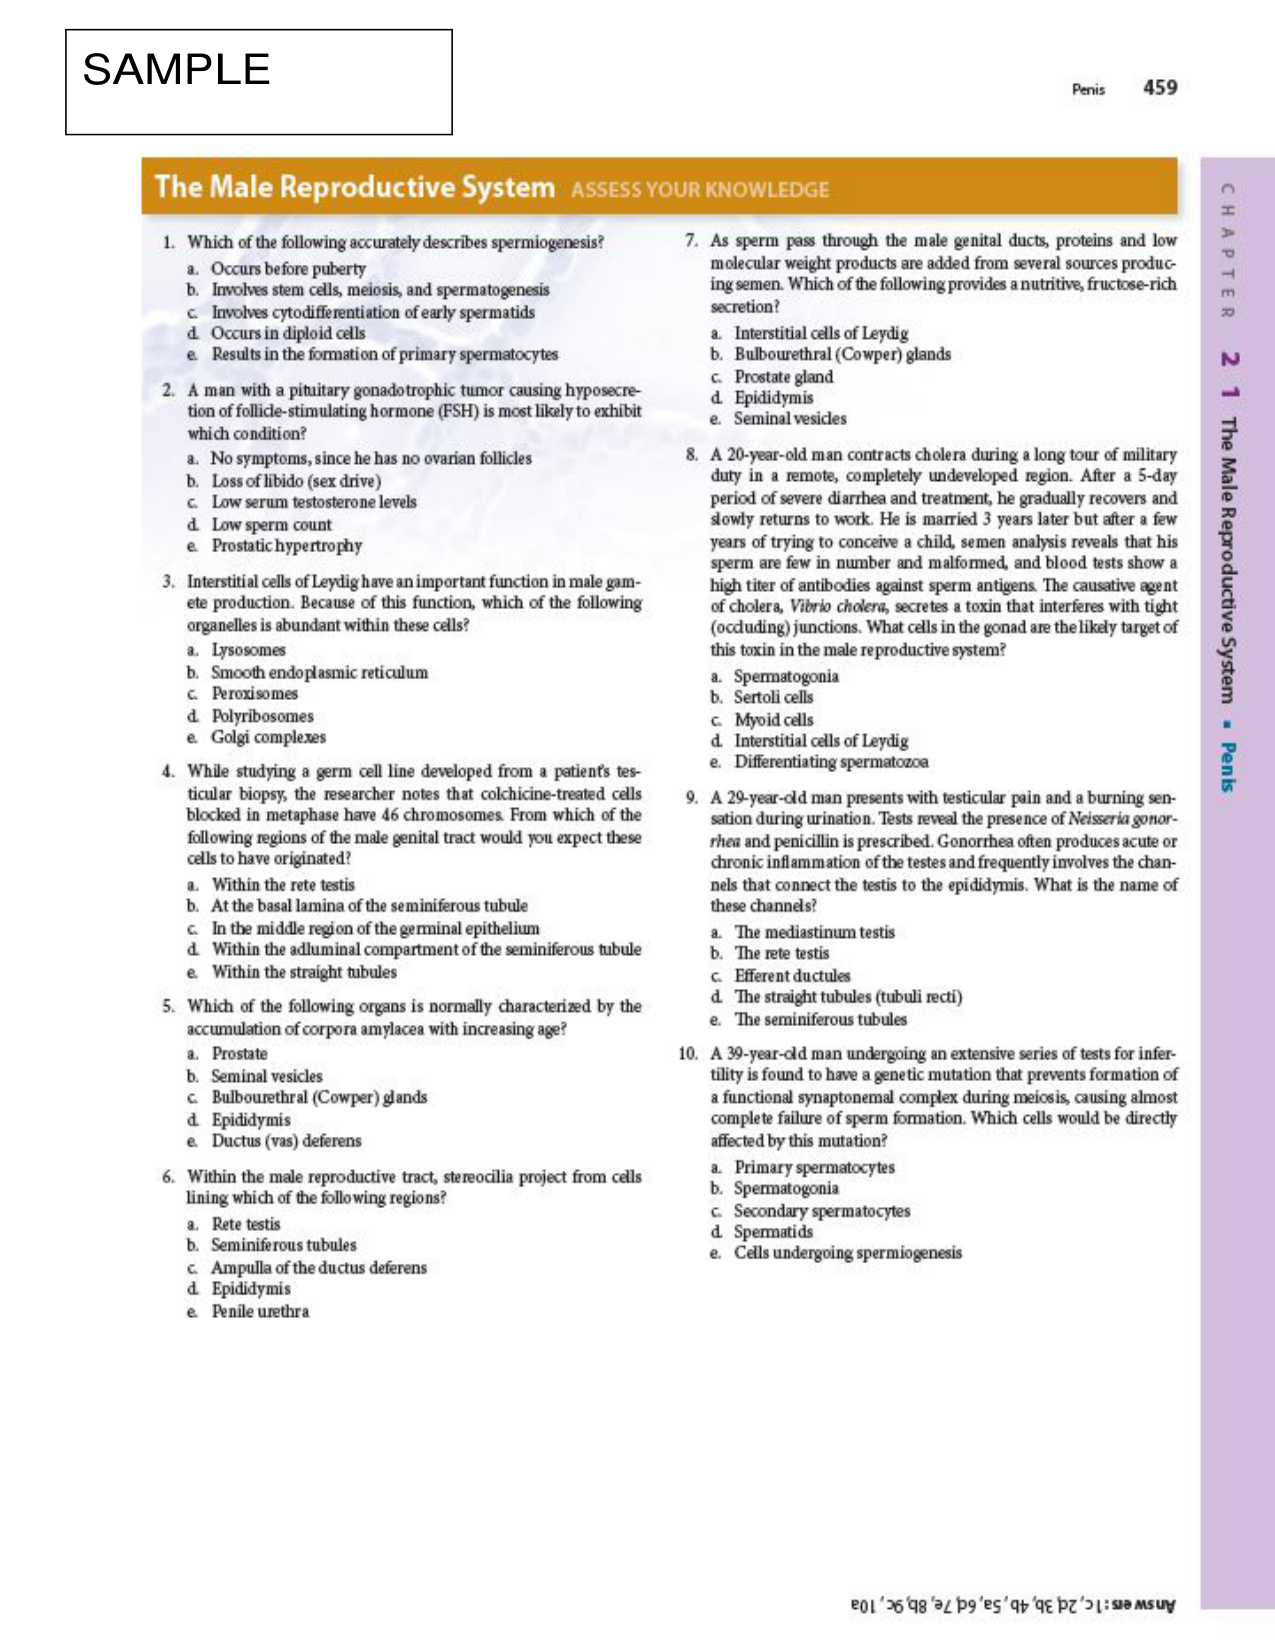 SAMPLE
Penis 459
The Male Reproductive System ASSESS YOUR KNOWLEDGE
1. Which of the following accurately describes spermiogenesis?
a. Occurs before puberty
b. Involves stem cells, meiosis, and spermatogenesis
c. Involves cytodifferentiation of early spermatids
d. Occurs in diploid cells
e. Results in the formation of primary spermatocytes
2. A man with a pituitary gonadotrophic tumor causing hyposecre-
tion of follicle-stimulating hormone (FSH) is most likely to exhibit
which condition?
a. No symptoms, since he has no ovarian follicles
b. Loss of libido (sex drive)
c. Low serum testosterone levels
d. Low sperm count
e. Prostatic hypertrophy
3. Interstitial cells of Leydig have an important function in male gam-
ete production. Because of this function, which of the following
organelles is abundant within these cells?
a. Lysosomes
b. Smooth endoplasmic reticulum
c. Peroxisomes
d. Polyribosomes
e. Golgi complexes
4. While studying a germ cell line developed from a patient's tes-
ticular biopsy, the researcher notes that colchicine-treated cells
blocked in metaphase have 46 chromosomes. From which of the
following regions of the male genital tract would you expect these
cells to have originated?
a. Within the rete testis
b. At the basal lamina of the seminiferous tubule
c. In the middle region of the germinal epithelium
d. Within the adluminal compartment of the seminiferous tubule
e. Within the straight tubules
5. Which of the following organs is normally characterized by the
accumulation of corpora amylacea with increasing age?
a. Prostate
b. Seminal vesicles
c. Bulbourethral (Cowper) glands
d. Epididymis
e. Ductus (vas) deferens
6. Within the male reproductive tract, stereocilia project from cells
lining which of the following regions?
a. Rete testis
b. Seminiferous tubules
c. Ampulla of the ductus deferens
d. Epididymis
e. Penile urethra
7. As sperm pass through the male genital ducts, proteins and low
molecular weight products are added from several sources produc-
ing semen. Which of the following provides a nutritive, fructose-rich
secretion?
a. Interstitial cells of Leydig
b. Bulbourethral (Cowper) glands
c. Prostate gland
d. Epididymis
e. Seminal vesicles
8. A 20-year-old man contracts cholera during a long tour of military
duty in a remote, completely undeveloped region. After a 5-day
period of severe diarrhea and treatment, he gradually recovers and
slowly returns to work. He is married 3 years later but after a few
years of trying to conceive a child, semen analysis reveals that his
sperm are few in number and malformed, and blood tests show a
high titer of antibodies against sperm antigens. The causative agent
of cholera, Vibrio cholera, secretes a toxin that interferes with tight
(occluding) junctions. What cells in the gonad are the likely target of
this toxin in the male reproductive system?
a. Spermatogonia
b. Sertoli cells
c. Myoid cells
d. Interstitial cells of Leydig
e. Differentiating spermatozoa
9. A 29-year-old man presents with testicular pain and a burning sen-
sation during urination. Tests reveal the presence of Neisseria gonor-
rhea and penicillin is prescribed. Gonorrhea often produces acute or
chronic inflammation of the testes and frequently involves the chan-
nels that connect the testis to the epididymis. What is the name of
these channels?
a. The mediastinum testis
b. The rete testis
c. Efferent ductules
d. The straight tubules (tubuli recti)
e. The seminiferous tubules
10. A 39-year-old man undergoing an extensive series of tests for infer-
tility is found to have a genetic mutation that prevents formation of
a functional synaptonemal complex during meiosis, causing almost
complete failure of sperm formation. Which cells would be directly
affected by this mutation?
a. Primary spermatocytes
b. Spermatogonia
c. Secondary spermatocytes
d. Spermatids
e. Cells undergoing spermiogenesis
CHAPTER 21 The Male Reproductive System ▪ Penis
Answers: 1c, 2d, 3b, 4b, 5a, 6d, 7e, 8b, 9c, 10a